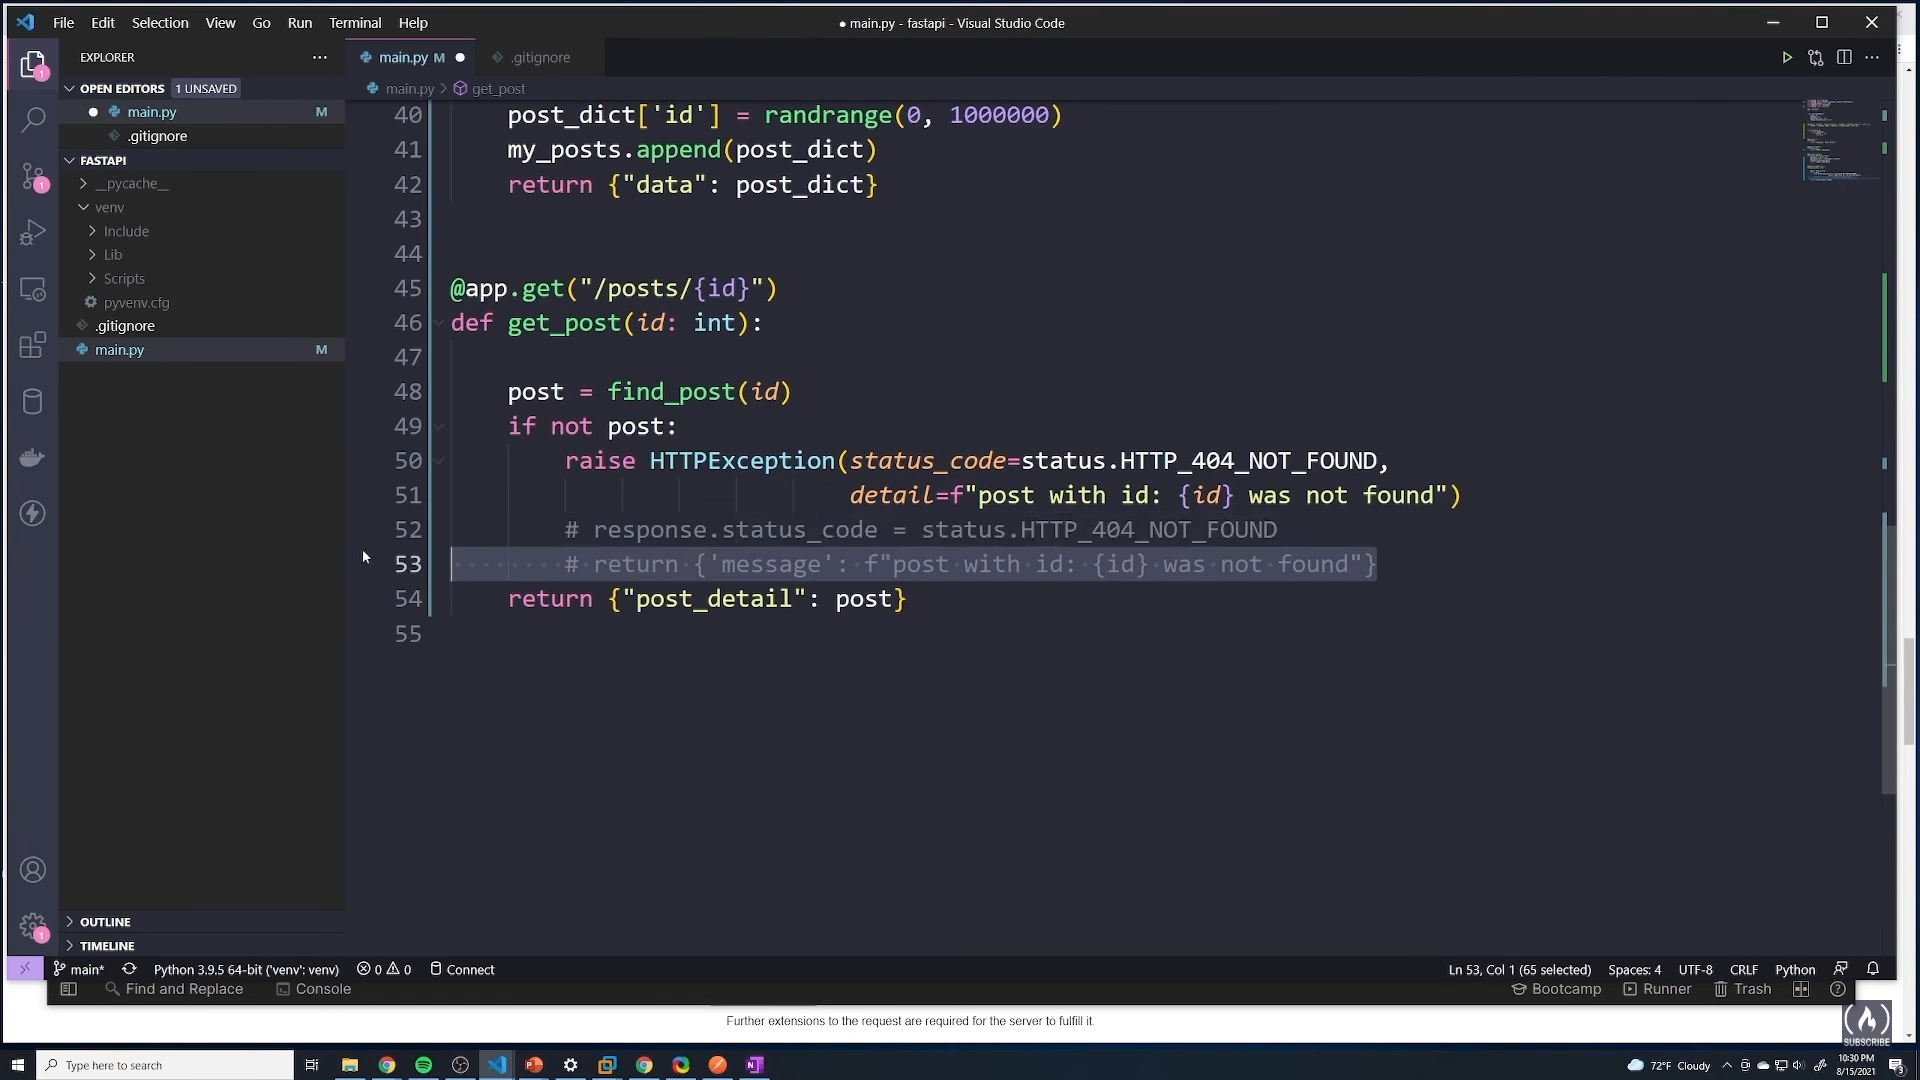 File Edit Selection View Go Run Terminal Help
● main.py - fastapi - Visual Studio Code
EXPLORER
main.py M
.gitignore
OPEN EDITORS 1 UNSAVED
main.py M
.gitignore
FASTAPI
__pycache__
venv
Include
Lib
Scripts
pyvenv.cfg
.gitignore
main.py M
OUTLINE
TIMELINE
main.py > get_post
40 post_dict['id'] = randrange(0, 1000000)
41 my_posts.append(post_dict)
42 return {"data": post_dict}
43
44
45 @app.get("/posts/{id}")
46 def get_post(id: int):
47
48 post = find_post(id)
49 if not post:
50 raise HTTPException(status_code=status.HTTP_404_NOT_FOUND,
51 detail=f"post with id: {id} was not found")
52 # response.status_code = status.HTTP_404_NOT_FOUND
53 # return {'message': f"post with id: {id} was not found"}
54 return {"post_detail": post}
55
main* Python 3.9.5 64-bit ('venv': venv) 0 0 Connect
Ln 53, Col 1 (65 selected) Spaces: 4 UTF-8 CRLF Python
Find and Replace Console
Bootcamp Runner Trash
Further extensions to the request are required for the server to fulfill it.
SUBSCRIBE
Type here to search
72°F Cloudy
10:30 PM
8/15/2021